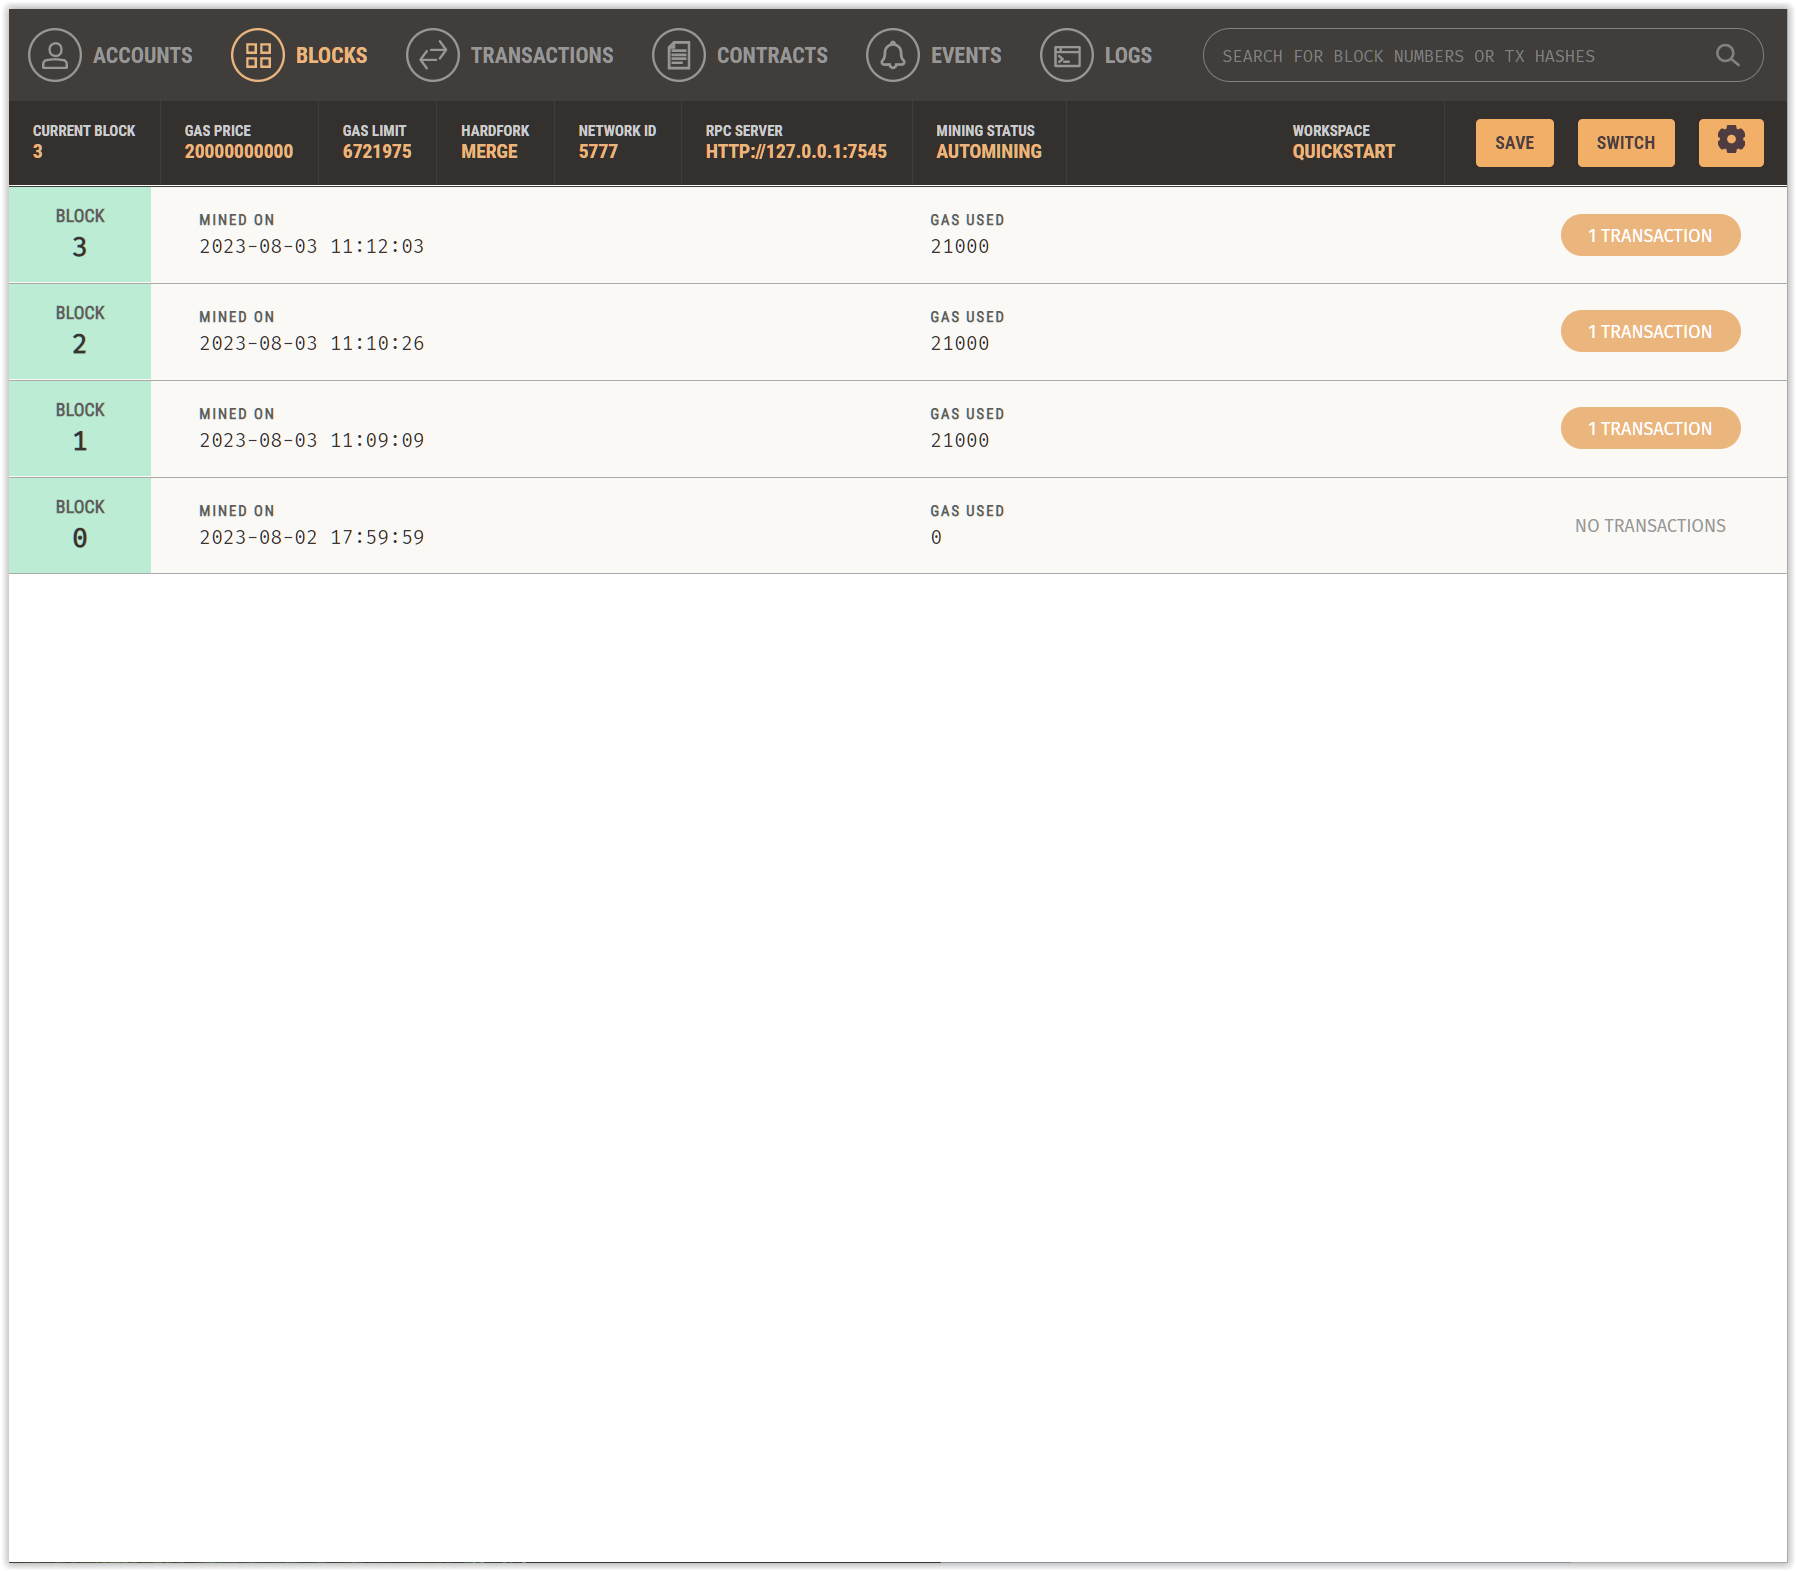 ACCOUNTS BLOCKS TRANSACTIONS CONTRACTS EVENTS LOGS SEARCH FOR BLOCK NUMBERS OR TX HASHES
CURRENT BLOCK GAS PRICE GAS LIMIT HARDFORK NETWORK ID RPC SERVER MINING STATUS WORKSPACE
3 20000000000 6721975 MERGE 5777 HTTP://127.0.0.1:7545 AUTOMINING QUICKSTART SAVE SWITCH
BLOCK MINED ON GAS USED
3 2023-08-03 11:12:03 21000 1 TRANSACTION
BLOCK MINED ON GAS USED
2 2023-08-03 11:10:26 21000 1 TRANSACTION
BLOCK MINED ON GAS USED
1 2023-08-03 11:09:09 21000 1 TRANSACTION
BLOCK MINED ON GAS USED
0 2023-08-02 17:59:59 0 NO TRANSACTIONS